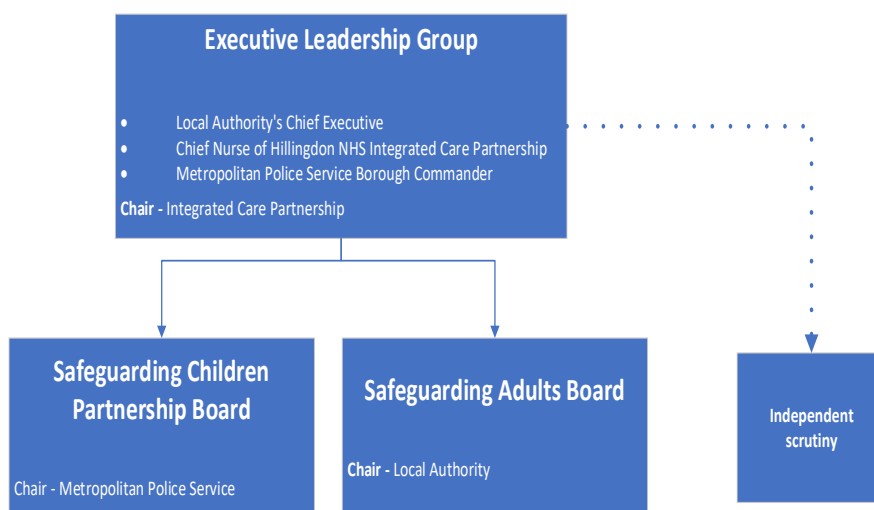 Executive Leadership Group
• Local Authority's Chief Executive
• Chief Nurse of Hillingdon NHS Integrated Care Partnership
• Metropolitan Police Service Borough Commander
Chair - Integrated Care Partnership
Safeguarding Children
Partnership Board
Chair - Metropolitan Police Service
Safeguarding Adults Board
Chair - Local Authority
Independent
scrutiny